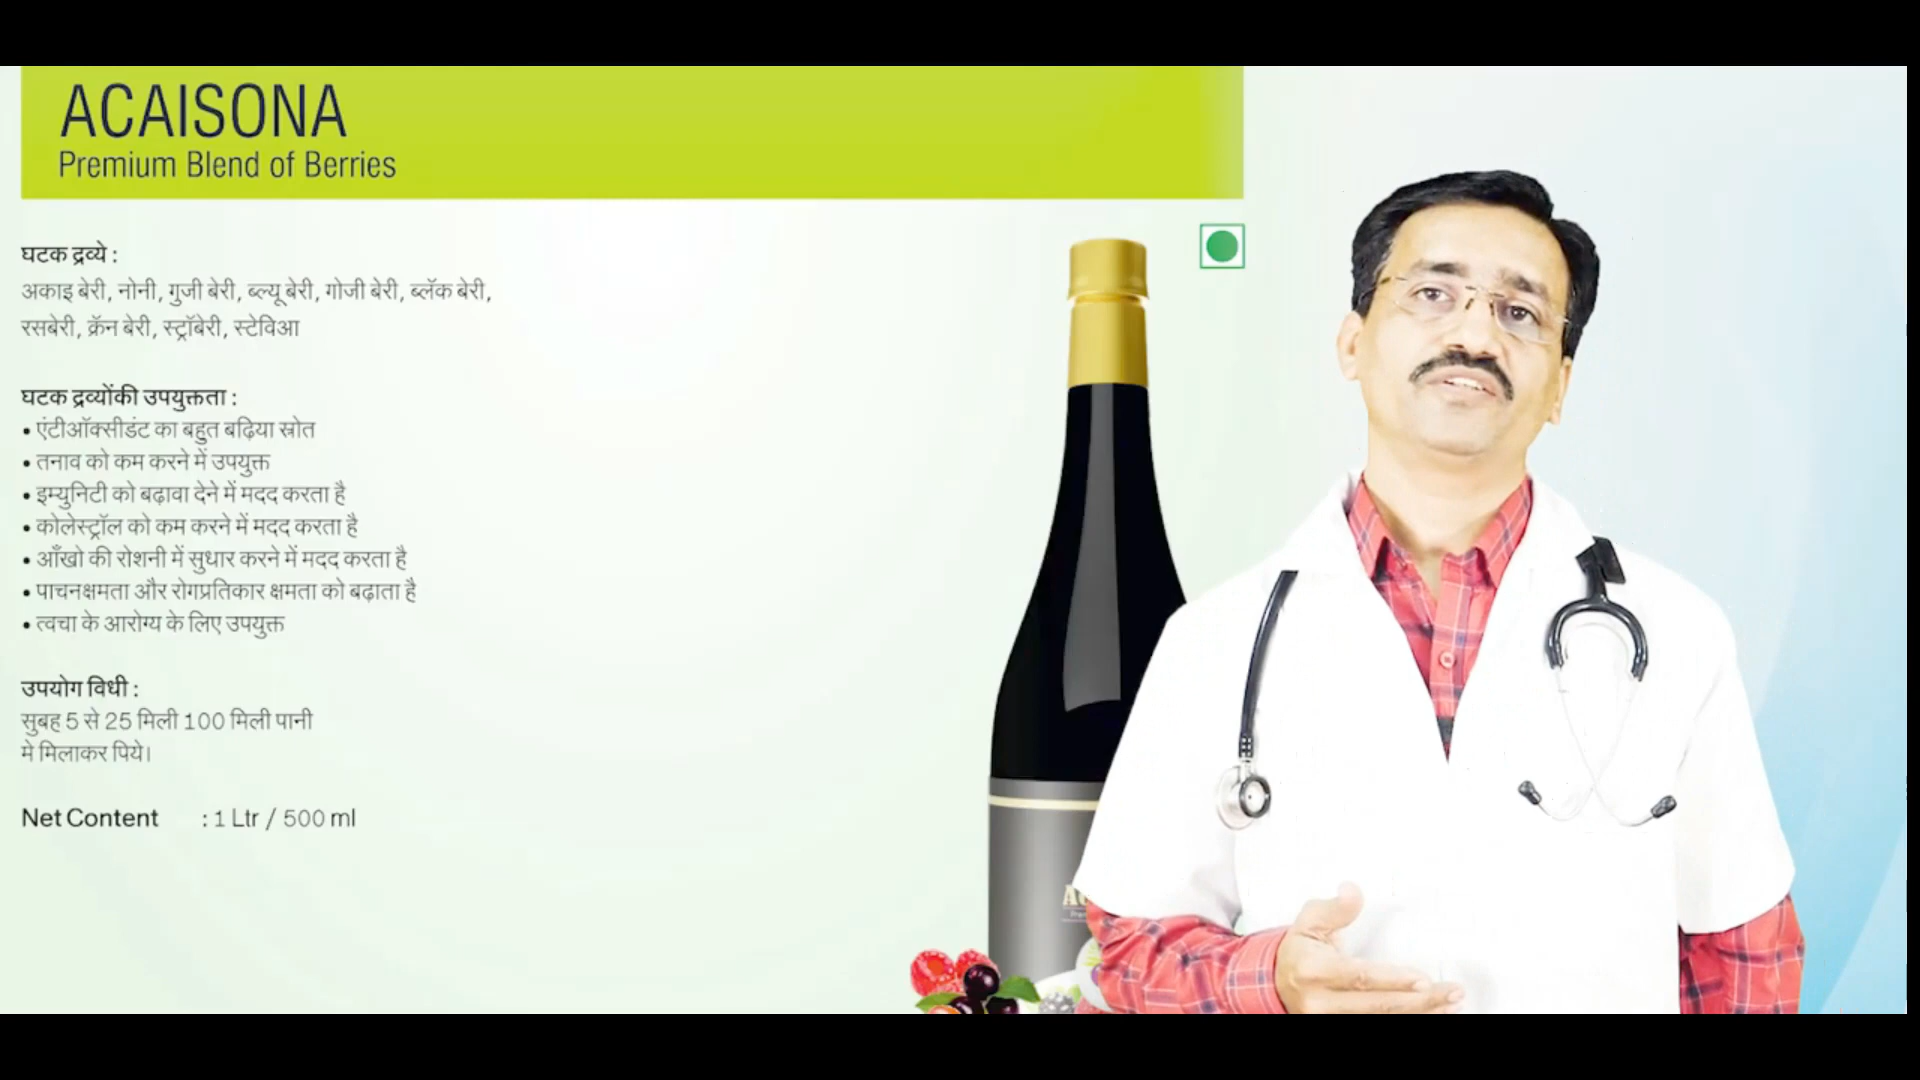 ACAISONA
Premium Blend of Berries
घटक द्रव्ये :
अकाइ बेरी, नोनी, गुजी बेरी, ब्ल्यू बेरी, गोजी बेरी, ब्लॅक बेरी,
रसबेरी, क्रॅन बेरी, स्ट्रॉबेरी, स्टेविआ
घटक द्रव्योंकी उपयुक्तता :
• एंटीऑक्सीडंट का बहुत बढ़िया स्रोत
• तनाव को कम करने में उपयुक्त
• इम्युनिटी को बढ़ावा देने में मदद करता है
• कोलेस्ट्रॉल को कम करने में मदद करता है
• आँखो की रोशनी में सुधार करने में मदद करता है
• पाचनक्षमता और रोगप्रतिकार क्षमता को बढ़ाता है
• त्वचा के आरोग्य के लिए उपयुक्त
उपयोग विधी :
सुबह 5 से 25 मिली 100 मिली पानी
मे मिलाकर पिये।
Net Content : 1 Ltr / 500 ml